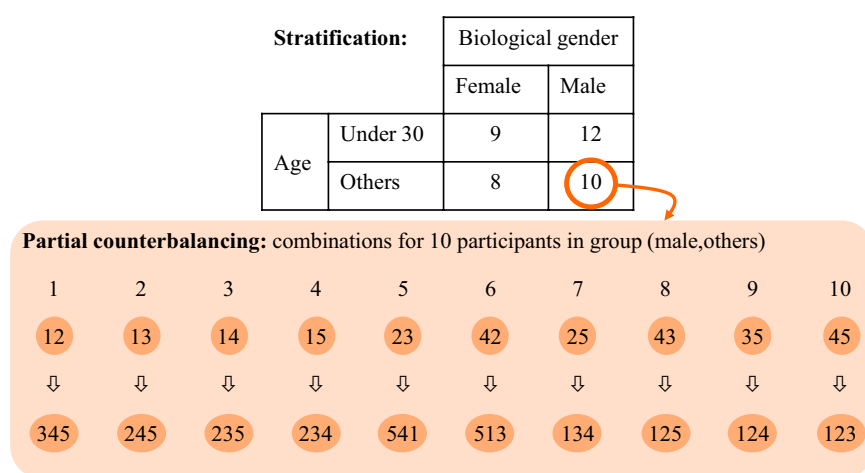 Stratification: Biological gender
Female Male
Age
Under 30 9 12
Others 8 10
Partial counterbalancing: combinations for 10 participants in group (male,others)
1 2 3 4 5 6 7 8 9 10
12 13 14 15 23 42 25 43 35 45
⇩ ⇩ ⇩ ⇩ ⇩ ⇩ ⇩ ⇩ ⇩ ⇩
345 245 235 234 541 513 134 125 124 123